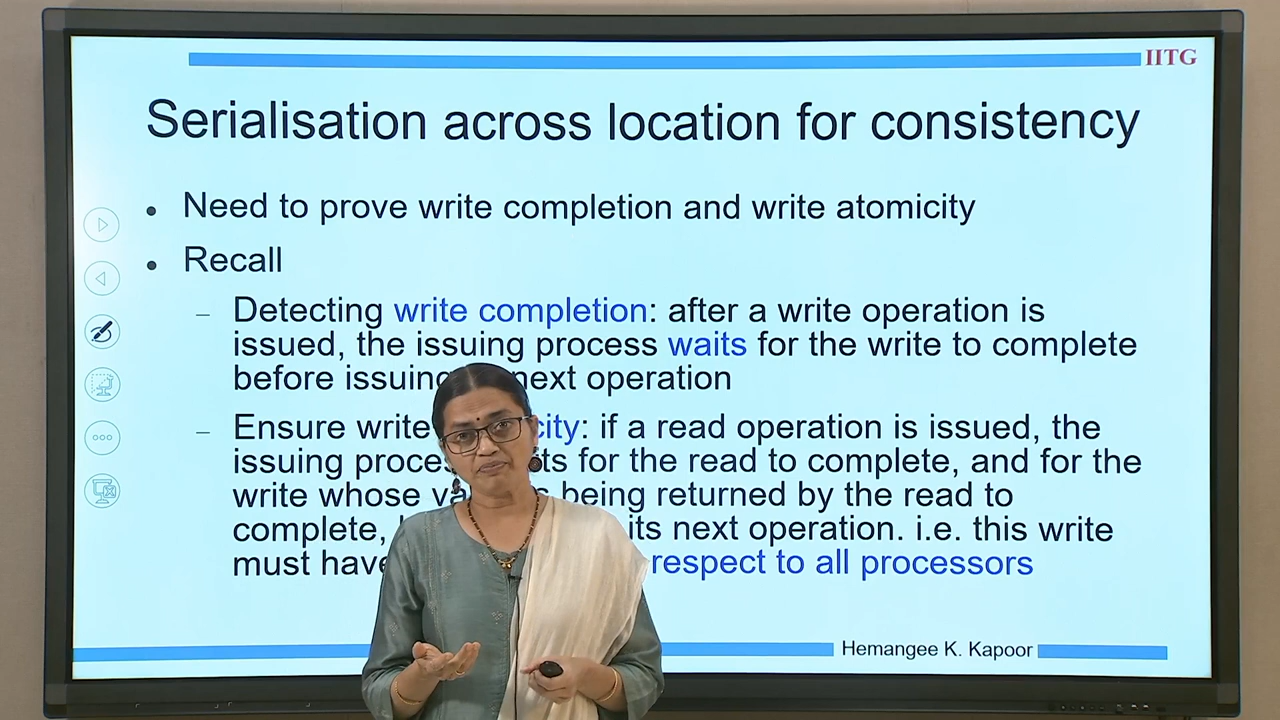 IITG
Serialisation across location for consistency
• Need to prove write completion and write atomicity
• Recall
– Detecting write completion: after a write operation is
issued, the issuing process waits for the write to complete
before issuing next operation
– Ensure write city: if a read operation is issued, the
issuing proces ts for the read to complete, and for the
write whose va s being returned by the read to
complete, its next operation. i.e. this write
must have respect to all processors
Hemangee K. Kapoor